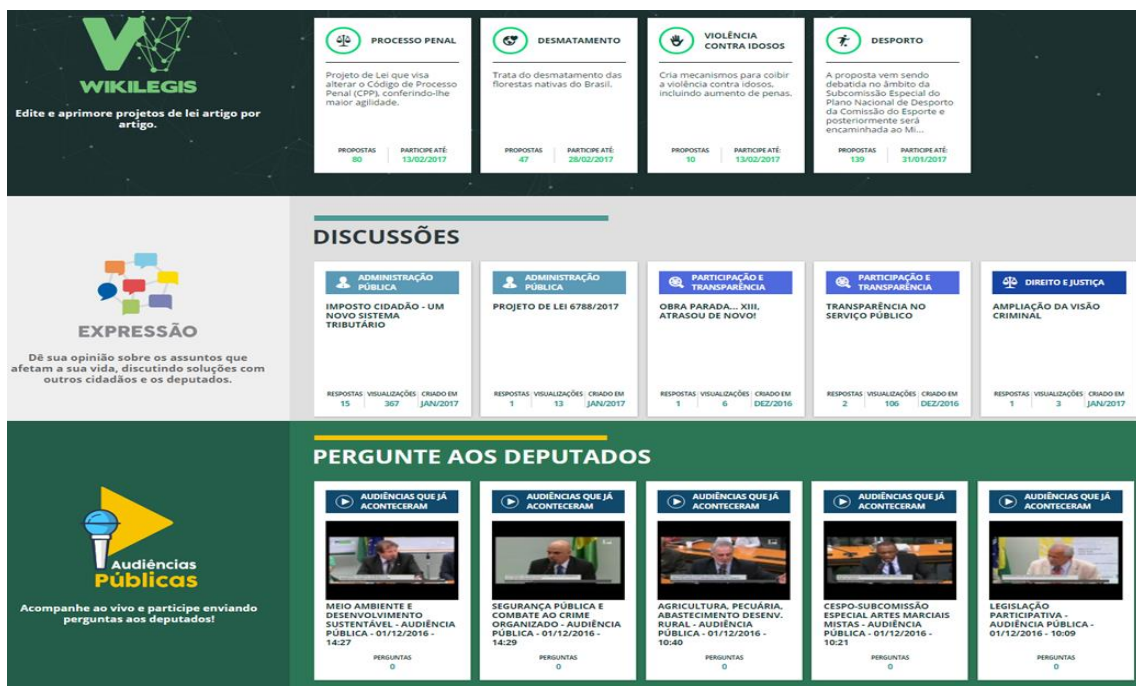 WIKILEGIS
Edite e aprimore projetos de lei artigo por
artigo.
PROCESSO PENAL
Projeto de Lei que visa
alterar o Código de Processo
Penal (CPP), conferindo-lhe
maior agilidade.
PROPOSTAS
80
PARTICIPE ATÉ:
13/02/2017
DESMATAMENTO
Trata do desmatamento das
florestas nativas do Brasil.
PROPOSTAS
47
PARTICIPE ATÉ:
28/02/2017
VIOLÊNCIA
CONTRA IDOSOS
Cria mecanismos para coibir
a violência contra idosos,
incluindo aumento de penas.
PROPOSTAS
10
PARTICIPE ATÉ:
13/02/2017
DESPORTO
A proposta vem sendo
debatida no âmbito da
Subcomissão Especial do
Plano Nacional de Desporto
da Comissão do Esporte e
posteriormente será
encaminhada ao Mi...
PROPOSTAS
139
PARTICIPE ATÉ:
31/01/2017
EXPRESSÃO
Dê sua opinião sobre os assuntos que
afetam a sua vida, discutindo soluções com
outros cidadãos e os deputados.
DISCUSSÕES
ADMINISTRAÇÃO
PÚBLICA
IMPOSTO CIDADÃO - UM
NOVO SISTEMA
TRIBUTÁRIO
RESPOSTAS VISUALIZAÇÕES CRIADO EM
15 367 JAN/2017
ADMINISTRAÇÃO
PÚBLICA
PROJETO DE LEI 6788/2017
RESPOSTAS VISUALIZAÇÕES CRIADO EM
1 13 JAN/2017
PARTICIPAÇÃO E
TRANSPARÊNCIA
OBRA PARADA... XIII,
ATRASOU DE NOVO!
RESPOSTAS VISUALIZAÇÕES CRIADO EM
1 6 DEZ/2016
PARTICIPAÇÃO E
TRANSPARÊNCIA
TRANSPARÊNCIA NO
SERVIÇO PÚBLICO
RESPOSTAS VISUALIZAÇÕES CRIADO EM
2 106 DEZ/2016
DIREITO E JUSTIÇA
AMPLIAÇÃO DA VISÃO
CRIMINAL
RESPOSTAS VISUALIZAÇÕES CRIADO EM
1 3 JAN/2017
Audiências
Públicas
Acompanhe ao vivo e participe enviando
perguntas aos deputados!
PERGUNTE AOS DEPUTADOS
AUDIÊNCIAS QUE JÁ
ACONTECERAM
MEIO AMBIENTE E
DESENVOLVIMENTO
SUSTENTÁVEL - AUDIÊNCIA
PÚBLICA - 01/12/2016 -
14:27
PERGUNTAS
0
AUDIÊNCIAS QUE JÁ
ACONTECERAM
SEGURANÇA PÚBLICA E
COMBATE AO CRIME
ORGANIZADO - AUDIÊNCIA
PÚBLICA - 01/12/2016 -
14:29
PERGUNTAS
0
AUDIÊNCIAS QUE JÁ
ACONTECERAM
AGRICULTURA, PECUÁRIA,
ABASTECIMENTO DESENV.
RURAL - AUDIÊNCIA
PÚBLICA - 01/12/2016 -
10:40
PERGUNTAS
0
AUDIÊNCIAS QUE JÁ
ACONTECERAM
CESPO-SUBCOMISSÃO
ESPECIAL ARTES MARCIAIS
MISTAS - AUDIÊNCIA
PÚBLICA - 01/12/2016 -
10:21
PERGUNTAS
0
AUDIÊNCIAS QUE JÁ
ACONTECERAM
LEGISLAÇÃO
PARTICIPATIVA -
AUDIÊNCIA PÚBLICA -
01/12/2016 - 10:09
PERGUNTAS
0